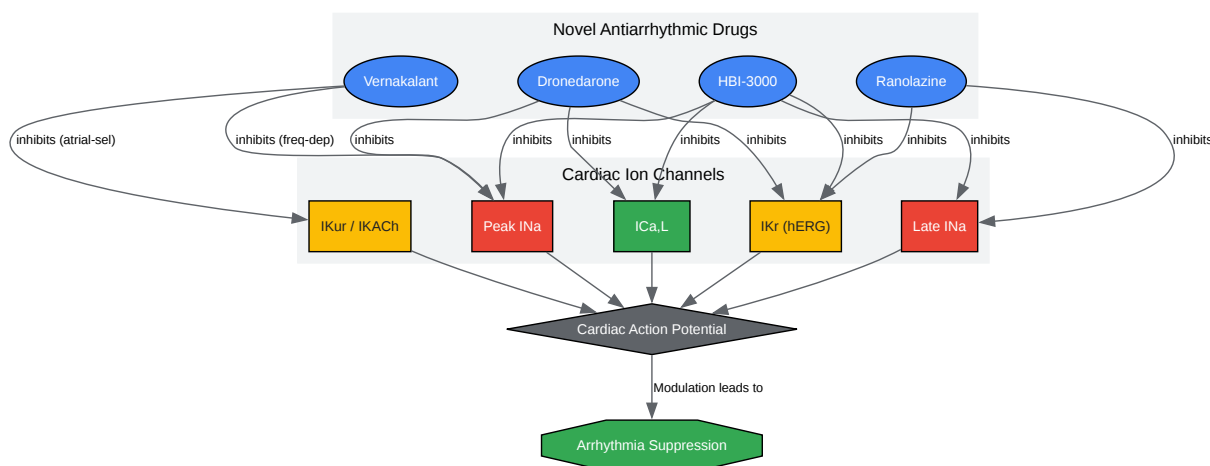 Novel Antiarrhythmic Drugs
Vernakalant
Dronedarone
HBI-3000
Ranolazine
inhibits (atrial-sel)
inhibits (freq-dep)
inhibits
inhibits
inhibits
inhibits
inhibits
inhibits
inhibits
inhibits
Cardiac Ion Channels
IKur / IKACh
Peak INa
ICa,L
IKr (hERG)
Late INa
Cardiac Action Potential
Modulation leads to
Arrhythmia Suppression